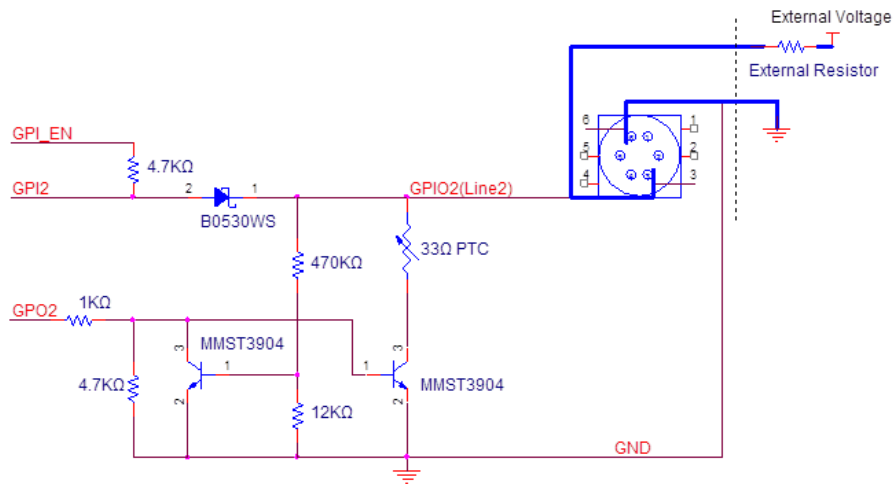 External Voltage
External Resistor
GPI_EN
4.7KΩ
GPI2
2
1
B0530WS
GPIO2(Line2)
6
1
5
2
4
3
470KΩ
33Ω PTC
GPO2
1KΩ
MMST3904
3
1
2
4.7KΩ
12KΩ
3
1
2
MMST3904
GND